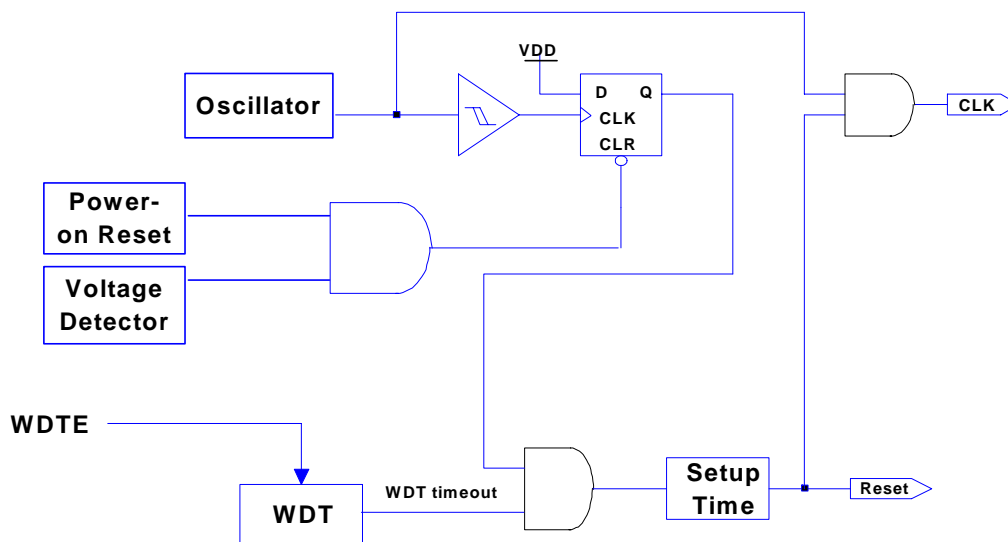 VDD
Oscillator
D Q
CLK
CLR
CLK
Power-
on Reset
Voltage
Detector
WDTE
WDT timeout
WDT
Setup
Time
Reset